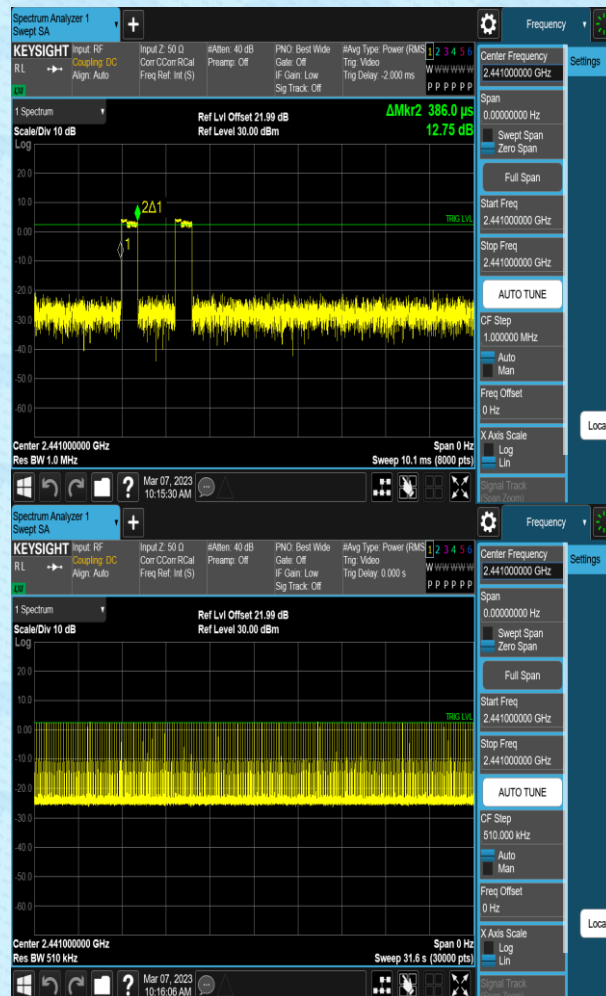 Spectrum Analyzer 1
Swept SA
Frequency
KEYSIGHT
RL
LW
Input: RF
Coupling: DC
Align: Auto
Input Z: 50 Ω
Corr CCorr RCal
Freq Ref: Int (S)
#Atten: 40 dB
Preamp: Off
PNO: Best Wide
Gate: Off
IF Gain: Low
Sig Track: Off
#Avg Type: Power (RMS
Trig: Video
Trig Delay: -2.000 ms
1 2 3 4 5 6
W W W W W W
P P P P P P
1 Spectrum
Scale/Div 10 dB
Ref Lvl Offset 21.99 dB
Ref Level 30.00 dBm
ΔMkr2 386.0 µs
12.75 dB
Log
20.0
10.0
0.00
-10.0
-20.0
-30.0
-40.0
-50.0
-60.0
2Δ1
1
TRIG LVL
Center 2.441000000 GHz
Res BW 1.0 MHz
Span 0 Hz
Sweep 10.1 ms (8000 pts)
Mar 07, 2023
10:15:30 AM
Center Frequency
2.441000000 GHz
Settings
Span
0.00000000 Hz
Swept Span
Zero Span
Full Span
Start Freq
2.441000000 GHz
Stop Freq
2.441000000 GHz
AUTO TUNE
CF Step
1.000000 MHz
Auto
Man
Freq Offset
0 Hz
X Axis Scale
Log
Lin
Signal Track
(Span Zoom)
Loca
Spectrum Analyzer 1
Swept SA
Frequency
KEYSIGHT
RL
LW
Input: RF
Coupling: DC
Align: Auto
Input Z: 50 Ω
Corr CCorr RCal
Freq Ref: Int (S)
#Atten: 40 dB
Preamp: Off
PNO: Best Wide
Gate: Off
IF Gain: Low
Sig Track: Off
#Avg Type: Power (RMS
Trig: Video
Trig Delay: 0.000 s
1 2 3 4 5 6
W W W W W W
P P P P P P
1 Spectrum
Scale/Div 10 dB
Ref Lvl Offset 21.99 dB
Ref Level 30.00 dBm
Log
20.0
10.0
0.00
-10.0
-20.0
-30.0
-40.0
-50.0
-60.0
TRIG LVL
Center 2.441000000 GHz
Res BW 510 kHz
Span 0 Hz
Sweep 31.6 s (30000 pts)
Mar 07, 2023
10:16:06 AM
Center Frequency
2.441000000 GHz
Settings
Span
0.00000000 Hz
Swept Span
Zero Span
Full Span
Start Freq
2.441000000 GHz
Stop Freq
2.441000000 GHz
AUTO TUNE
CF Step
510.000 kHz
Auto
Man
Freq Offset
0 Hz
X Axis Scale
Log
Lin
Signal Track
Loca